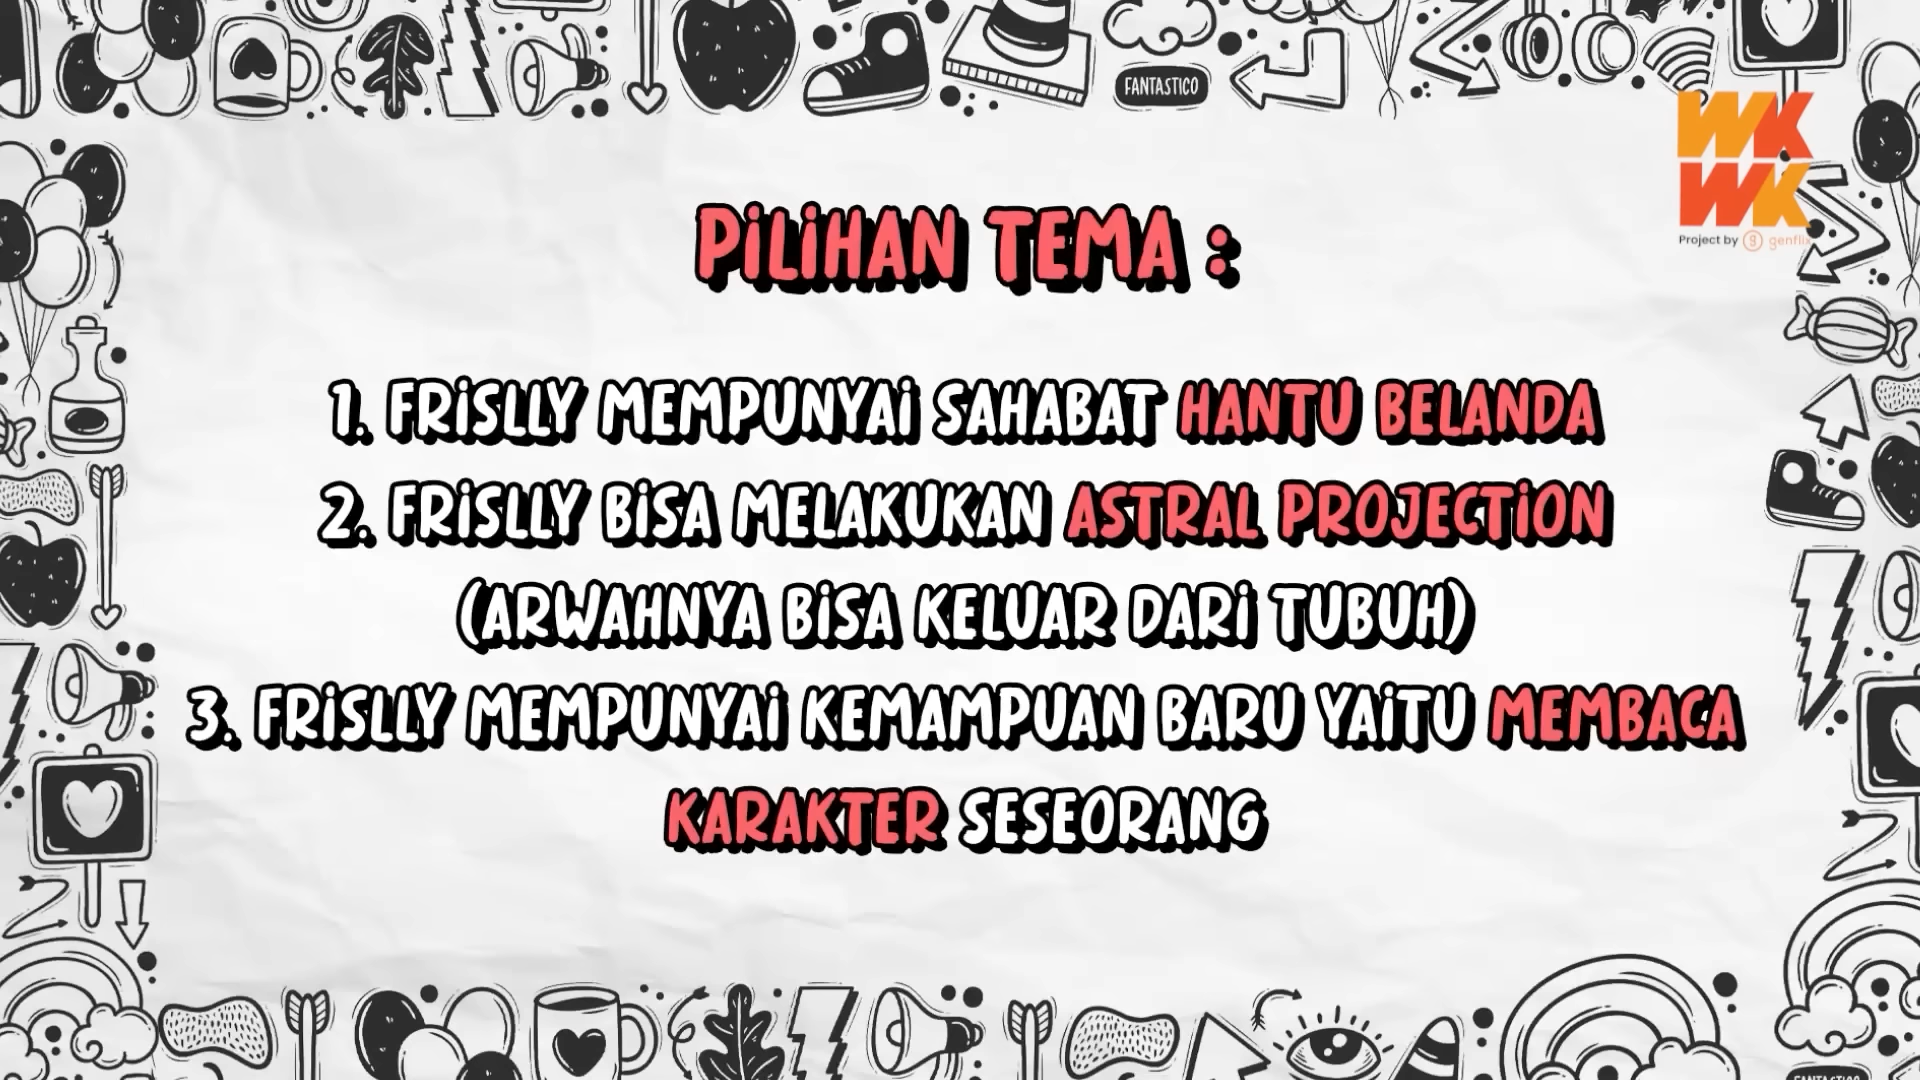 FANTASTICO
WK
WK
Project by genflix
PILIHAN TEMA :
1. FRISLLY MEMPUNYAI SAHABAT HANTU BELANDA
2. FRISLLY BISA MELAKUKAN ASTRAL PROJECTION
(ARWAHNYA BISA KELUAR DARI TUBUH)
3. FRISLLY MEMPUNYAI KEMAMPUAN BARU YAITU MEMBACA
KARAKTER SESEORANG
FANTASTICO